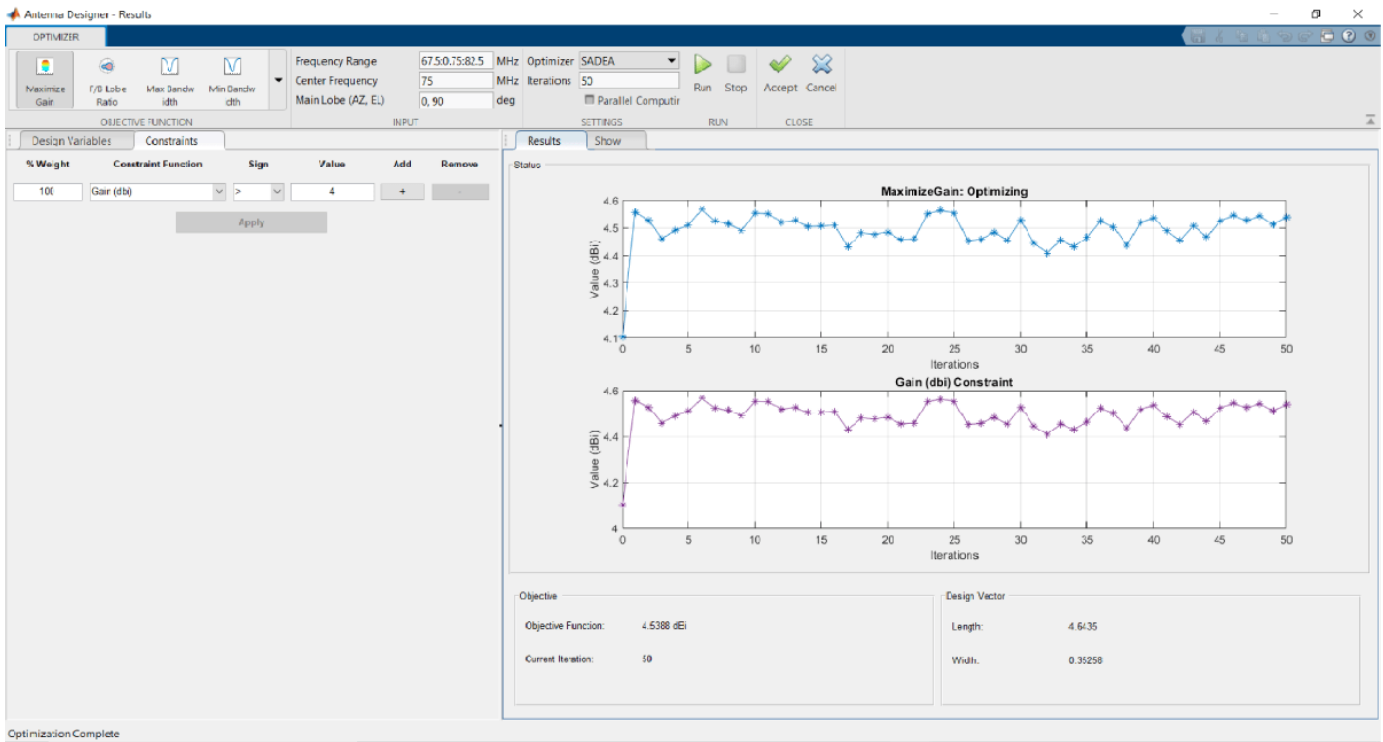 Antenna Designer - Results
OPTIMIZER
Maximize Gain
F/B Lobe Ratio
Max Bandwidth
Min Bandwidth
OBJECTIVE FUNCTION
Frequency Range 67.5:0.75:82.5 MHz
Center Frequency 75 MHz
Main Lobe (AZ, EL) 0, 90 deg
INPUT
Optimizer SADEA
Iterations 50
Parallel Computin
SETTINGS
Run Stop
RUN
Accept Cancel
CLOSE
Design Variables Constraints
% Weight Constraint Function Sign Value Add Remove
100 Gain (dbi) > 4 + -
Apply
Results Show
Status
MaximizeGain: Optimizing
4.6
4.5
4.4
4.3
4.2
4.1
Value (dBi)
0 5 10 15 20 25 30 35 40 45 50
Iterations
Gain (dbi) Constraint
4.6
4.4
4.2
4
Value (dBi)
0 5 10 15 20 25 30 35 40 45 50
Iterations
Objective
Objective Function: 4.5388 dBi
Current Iteration: 50
Design Vector
Length: 4.6435
Width: 0.35258
Optimization Complete